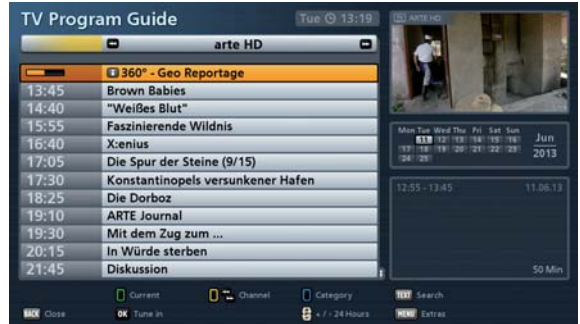 TV Program Guide
Tue 13:19
ARTE HD
arte HD
360° - Geo Reportage
13:45 Brown Babies
14:40 "Weißes Blut"
15:55 Faszinierende Wildnis
16:40 X:enius
17:05 Die Spur der Steine (9/15)
17:30 Konstantinopels versunkener Hafen
18:25 Die Dorboz
19:10 ARTE Journal
19:30 Mit dem Zug zum ...
20:15 In Würde sterben
21:45 Diskussion
Mon Tue Wed Thu Fri Sat Sun
11 12 13 14 15 16
17 18 19 20 21 22 23
24 25
Jun
2013
12:55 - 13:45 11.06.13
50 Min
Current
Channel
Category
TEXT Search
BACK Close
OK Tune in
+ / - 24 Hours
MENU Extras